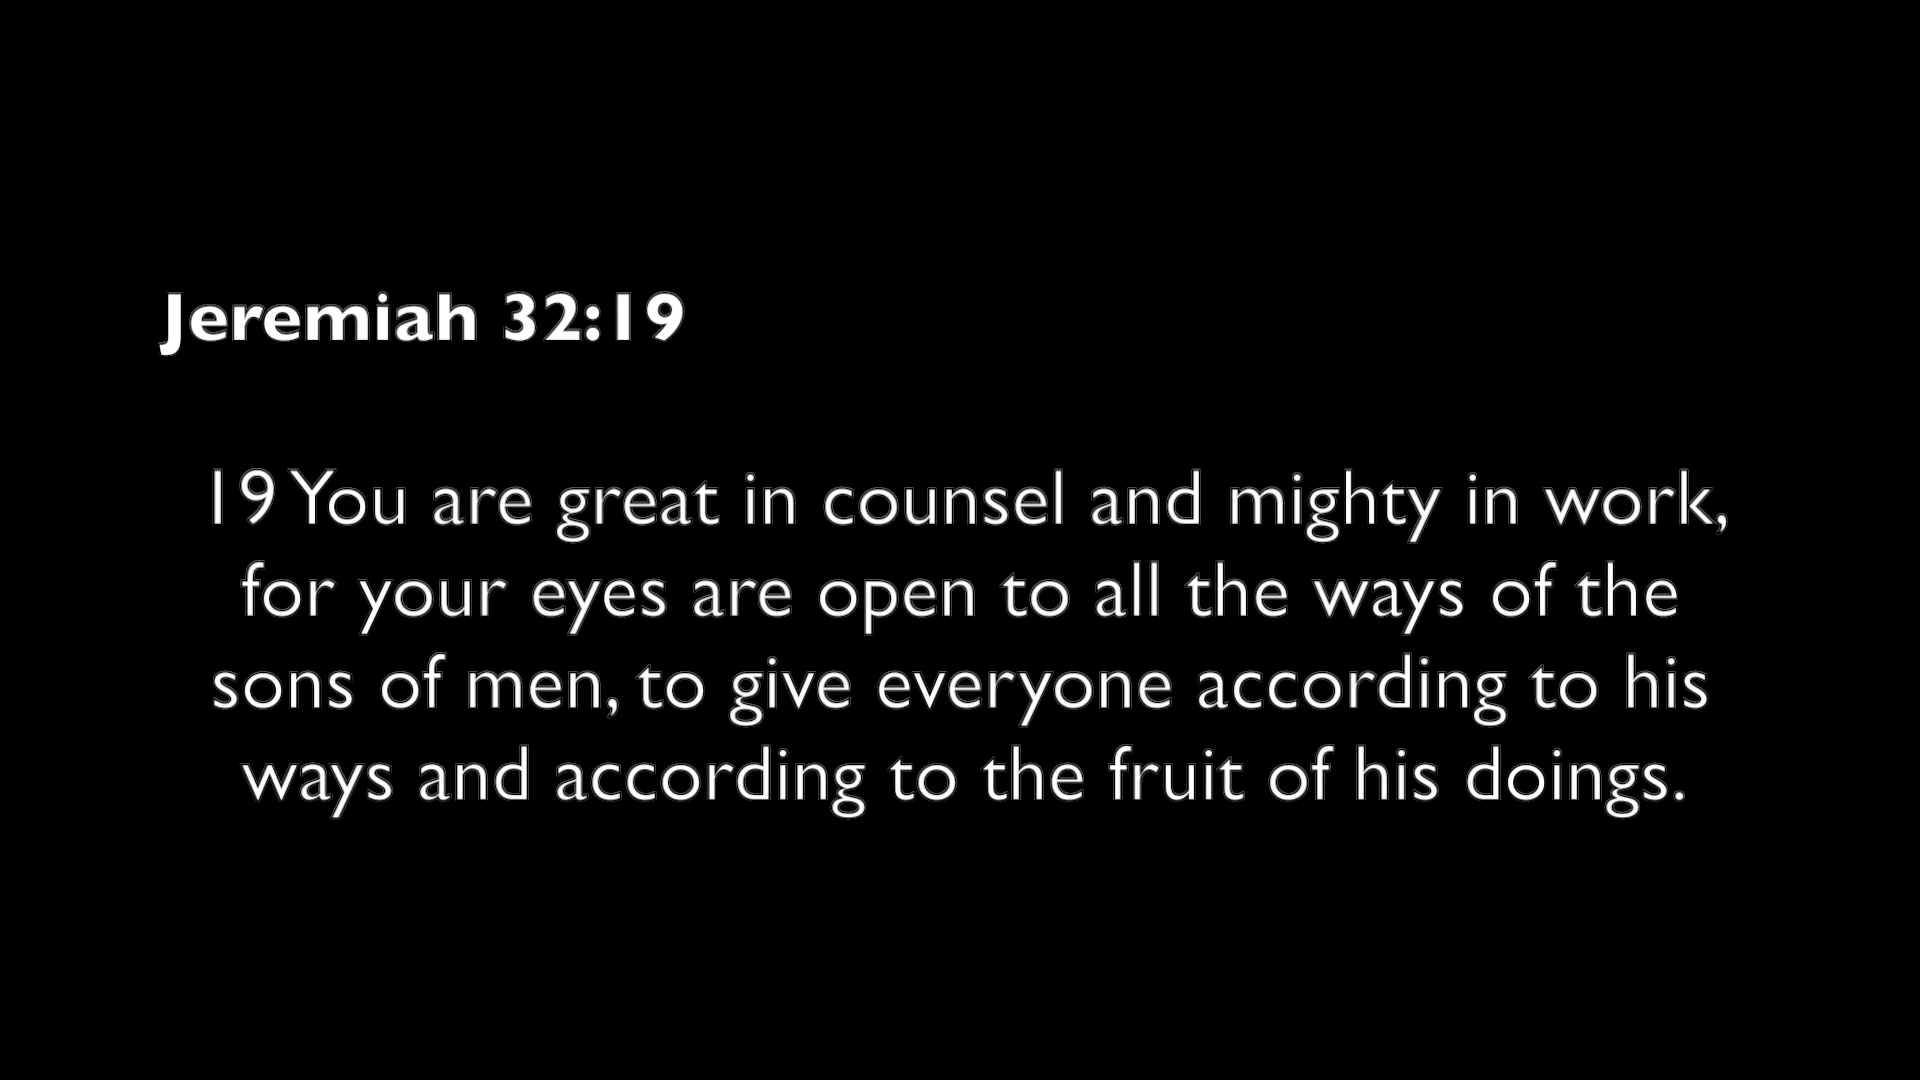 Jeremiah 32:19
19 You are great in counsel and mighty in work,
for your eyes are open to all the ways of the
sons of men, to give everyone according to his
ways and according to the fruit of his doings.